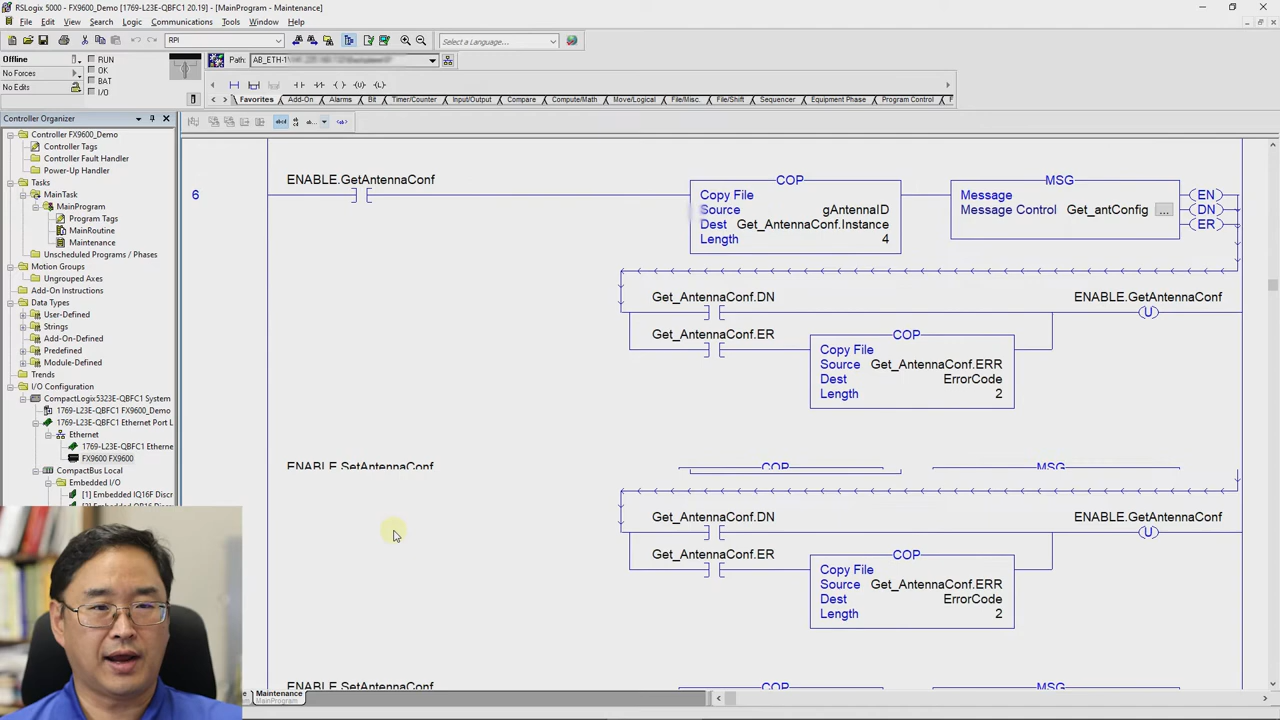 RSLogix 5000 - FX9600_Demo [1769-L23E-QBFC1 20.19] - [MainProgram - Maintenance]
File Edit View Search Logic Communications Tools Window Help
RPI
Select a Language...
Offline
No Forces
No Edits
RUN
OK
BAT
I/O
Path: AB_ETH-1\
Favorites Add-On Alarms Bit Timer/Counter Input/Output Compare Compute/Math Move/Logical File/Misc. File/Shift Sequencer Equipment Phase Program Control
Controller Organizer
Controller FX9600_Demo
Controller Tags
Controller Fault Handler
Power-Up Handler
Tasks
MainTask
MainProgram
Program Tags
MainRoutine
Maintenance
Unscheduled Programs / Phases
Motion Groups
Ungrouped Axes
Add-On Instructions
Data Types
User-Defined
Strings
Add-On-Defined
Predefined
Module-Defined
Trends
I/O Configuration
CompactLogix5323E-QBFC1 System
1769-L23E-QBFC1 FX9600_Demo
1769-L23E-QBFC1 Ethernet Port L
Ethernet
1769-L23E-QBFC1 Etherne
FX9600 FX9600
CompactBus Local
Embedded I/O
[1] Embedded IQ16F Discr
6
ENABLE.GetAntennaConf
COP
Copy File
Source gAntennaID
Dest Get_AntennaConf.Instance
Length 4
MSG
Message
Message Control Get_antConfig ...
EN
DN
ER
Get_AntennaConf.DN
ENABLE.GetAntennaConf
U
Get_AntennaConf.ER
COP
Copy File
Source Get_AntennaConf.ERR
Dest ErrorCode
Length 2
ENABLE.SetAntennaConf
COP
MSG
Get_AntennaConf.DN
ENABLE.GetAntennaConf
U
Get_AntennaConf.ER
COP
Copy File
Source Get_AntennaConf.ERR
Dest ErrorCode
Length 2
ENABLE.SetAntennaConf
COP
MSG
Maintenance
MainProgram